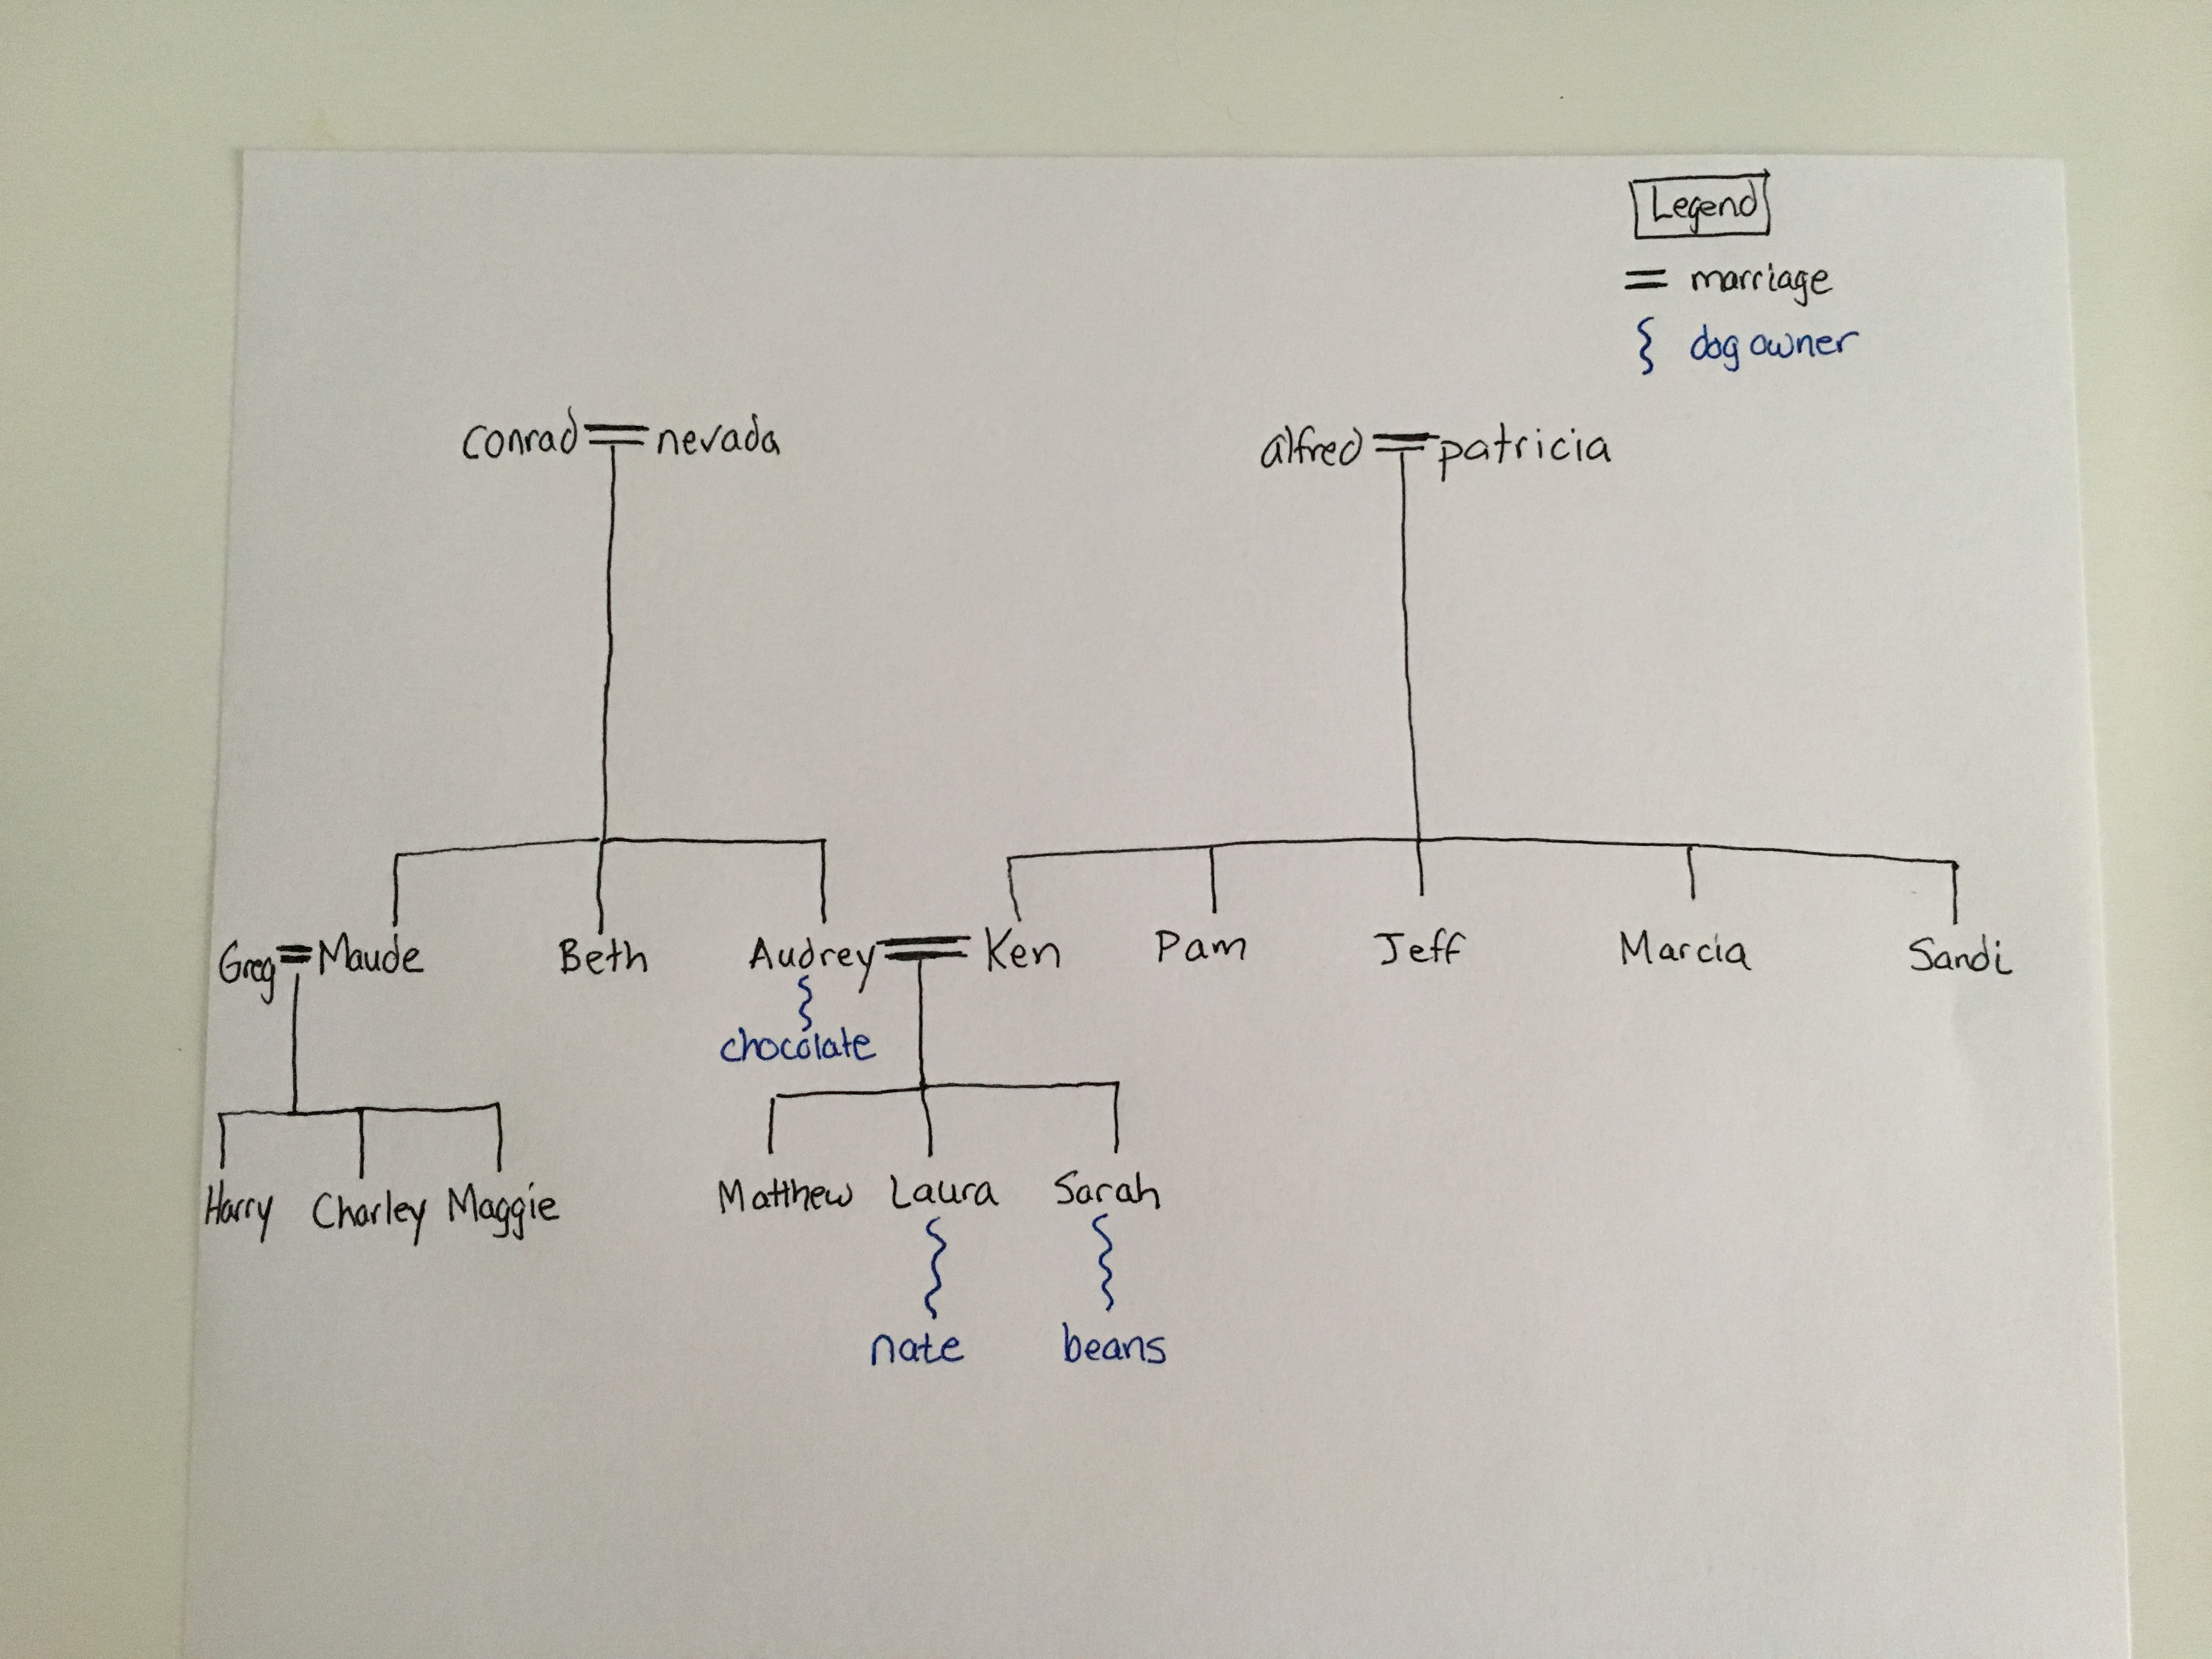 Legend
= marriage
{ dog owner
conrad = nevada
alfred = patricia
Greg = Maude Beth Audrey = Ken Pam Jeff Marcia Sandi
chocolate
Harry Charley Maggie Matthew Laura Sarah
nate beans